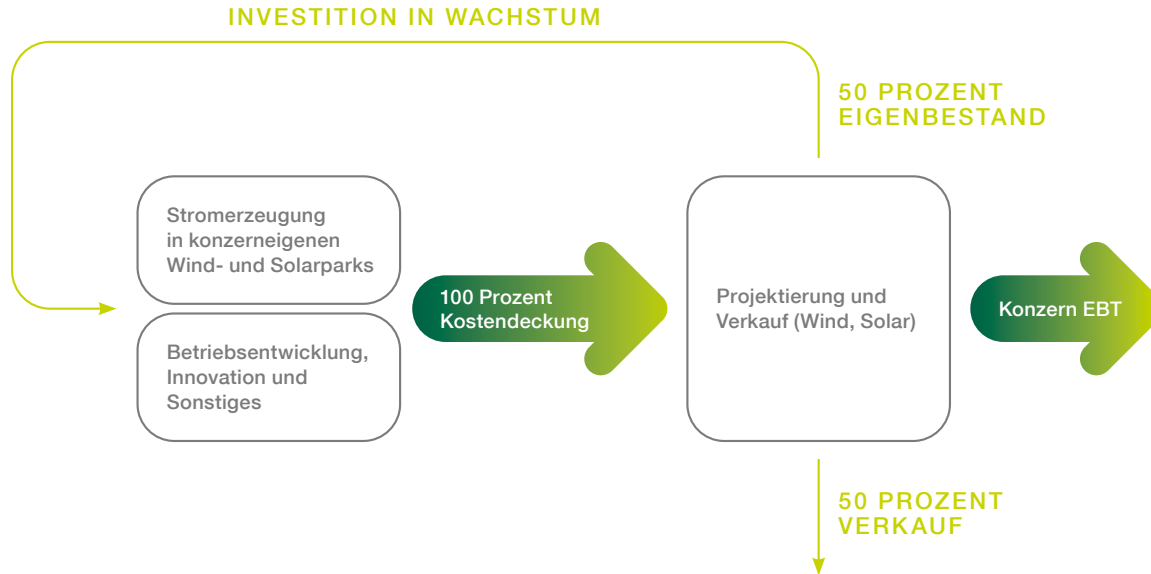 INVESTITION IN WACHSTUM
50 PROZENT
EIGENBESTAND
Stromerzeugung
in konzerneigenen
Wind- und Solarparks
100 Prozent
Kostendeckung
Projektierung und
Verkauf (Wind, Solar)
Konzern EBT
Betriebsentwicklung,
Innovation und
Sonstiges
50 PROZENT
VERKAUF